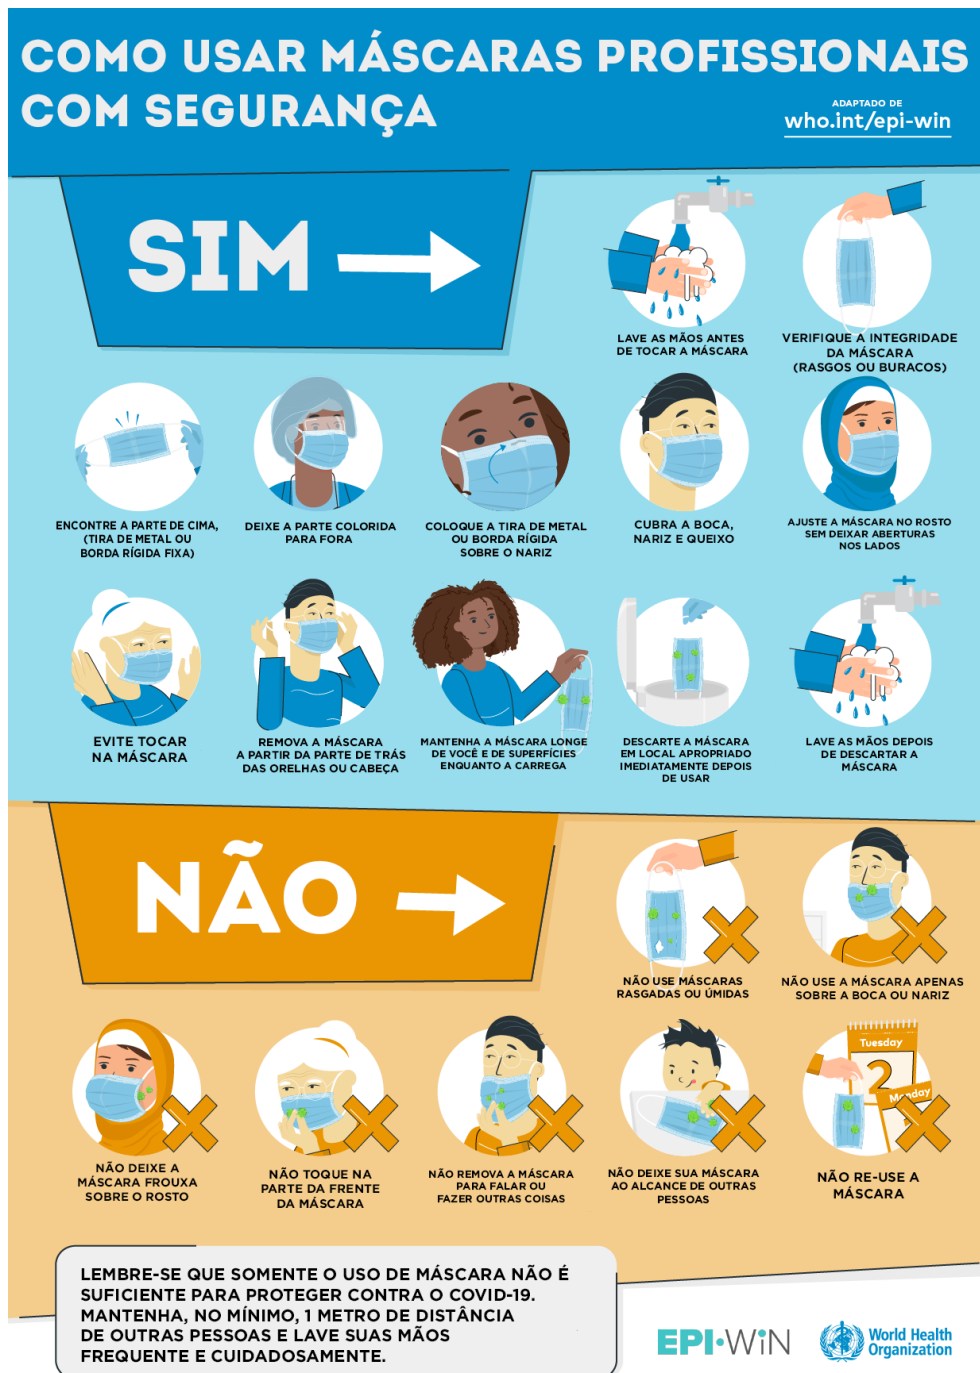 COMO USAR MÁSCARAS PROFISSIONAIS
COM SEGURANÇA
ADAPTADO DE
who.int/epi-win
SIM
LAVE AS MÃOS ANTES
DE TOCAR A MÁSCARA
VERIFIQUE A INTEGRIDADE
DA MÁSCARA
(RASGOS OU BURACOS)
ENCONTRE A PARTE DE CIMA,
(TIRA DE METAL OU
BORDA RÍGIDA FIXA)
DEIXE A PARTE COLORIDA
PARA FORA
COLOQUE A TIRA DE METAL
OU BORDA RÍGIDA
SOBRE O NARIZ
CUBRA A BOCA,
NARIZ E QUEIXO
AJUSTE A MÁSCARA NO ROSTO
SEM DEIXAR ABERTURAS
NOS LADOS
EVITE TOCAR
NA MÁSCARA
REMOVA A MÁSCARA
A PARTIR DA PARTE DE TRÁS
DAS ORELHAS OU CABEÇA
MANTENHA A MÁSCARA LONGE
DE VOCÊ E DE SUPERFÍCIES
ENQUANTO A CARREGA
DESCARTE A MÁSCARA
EM LOCAL APROPRIADO
IMEDIATAMENTE DEPOIS
DE USAR
LAVE AS MÃOS DEPOIS
DE DESCARTAR A
MÁSCARA
NÃO
NÃO USE MÁSCARAS
RASGADAS OU ÚMIDAS
NÃO USE A MÁSCARA APENAS
SOBRE A BOCA OU NARIZ
NÃO DEIXE A
MÁSCARA FROUXA
SOBRE O ROSTO
NÃO TOQUE NA
PARTE DA FRENTE
DA MÁSCARA
NÃO REMOVA A MÁSCARA
PARA FALAR OU
FAZER OUTRAS COISAS
NÃO DEIXE SUA MÁSCARA
AO ALCANCE DE OUTRAS
PESSOAS
Tuesday
2
Monday
NÃO RE-USE A
MÁSCARA
LEMBRE-SE QUE SOMENTE O USO DE MÁSCARA NÃO É
SUFICIENTE PARA PROTEGER CONTRA O COVID-19.
MANTENHA, NO MÍNIMO, 1 METRO DE DISTÂNCIA
DE OUTRAS PESSOAS E LAVE SUAS MÃOS
FREQUENTE E CUIDADOSAMENTE.
EPI·WiN
World Health
Organization